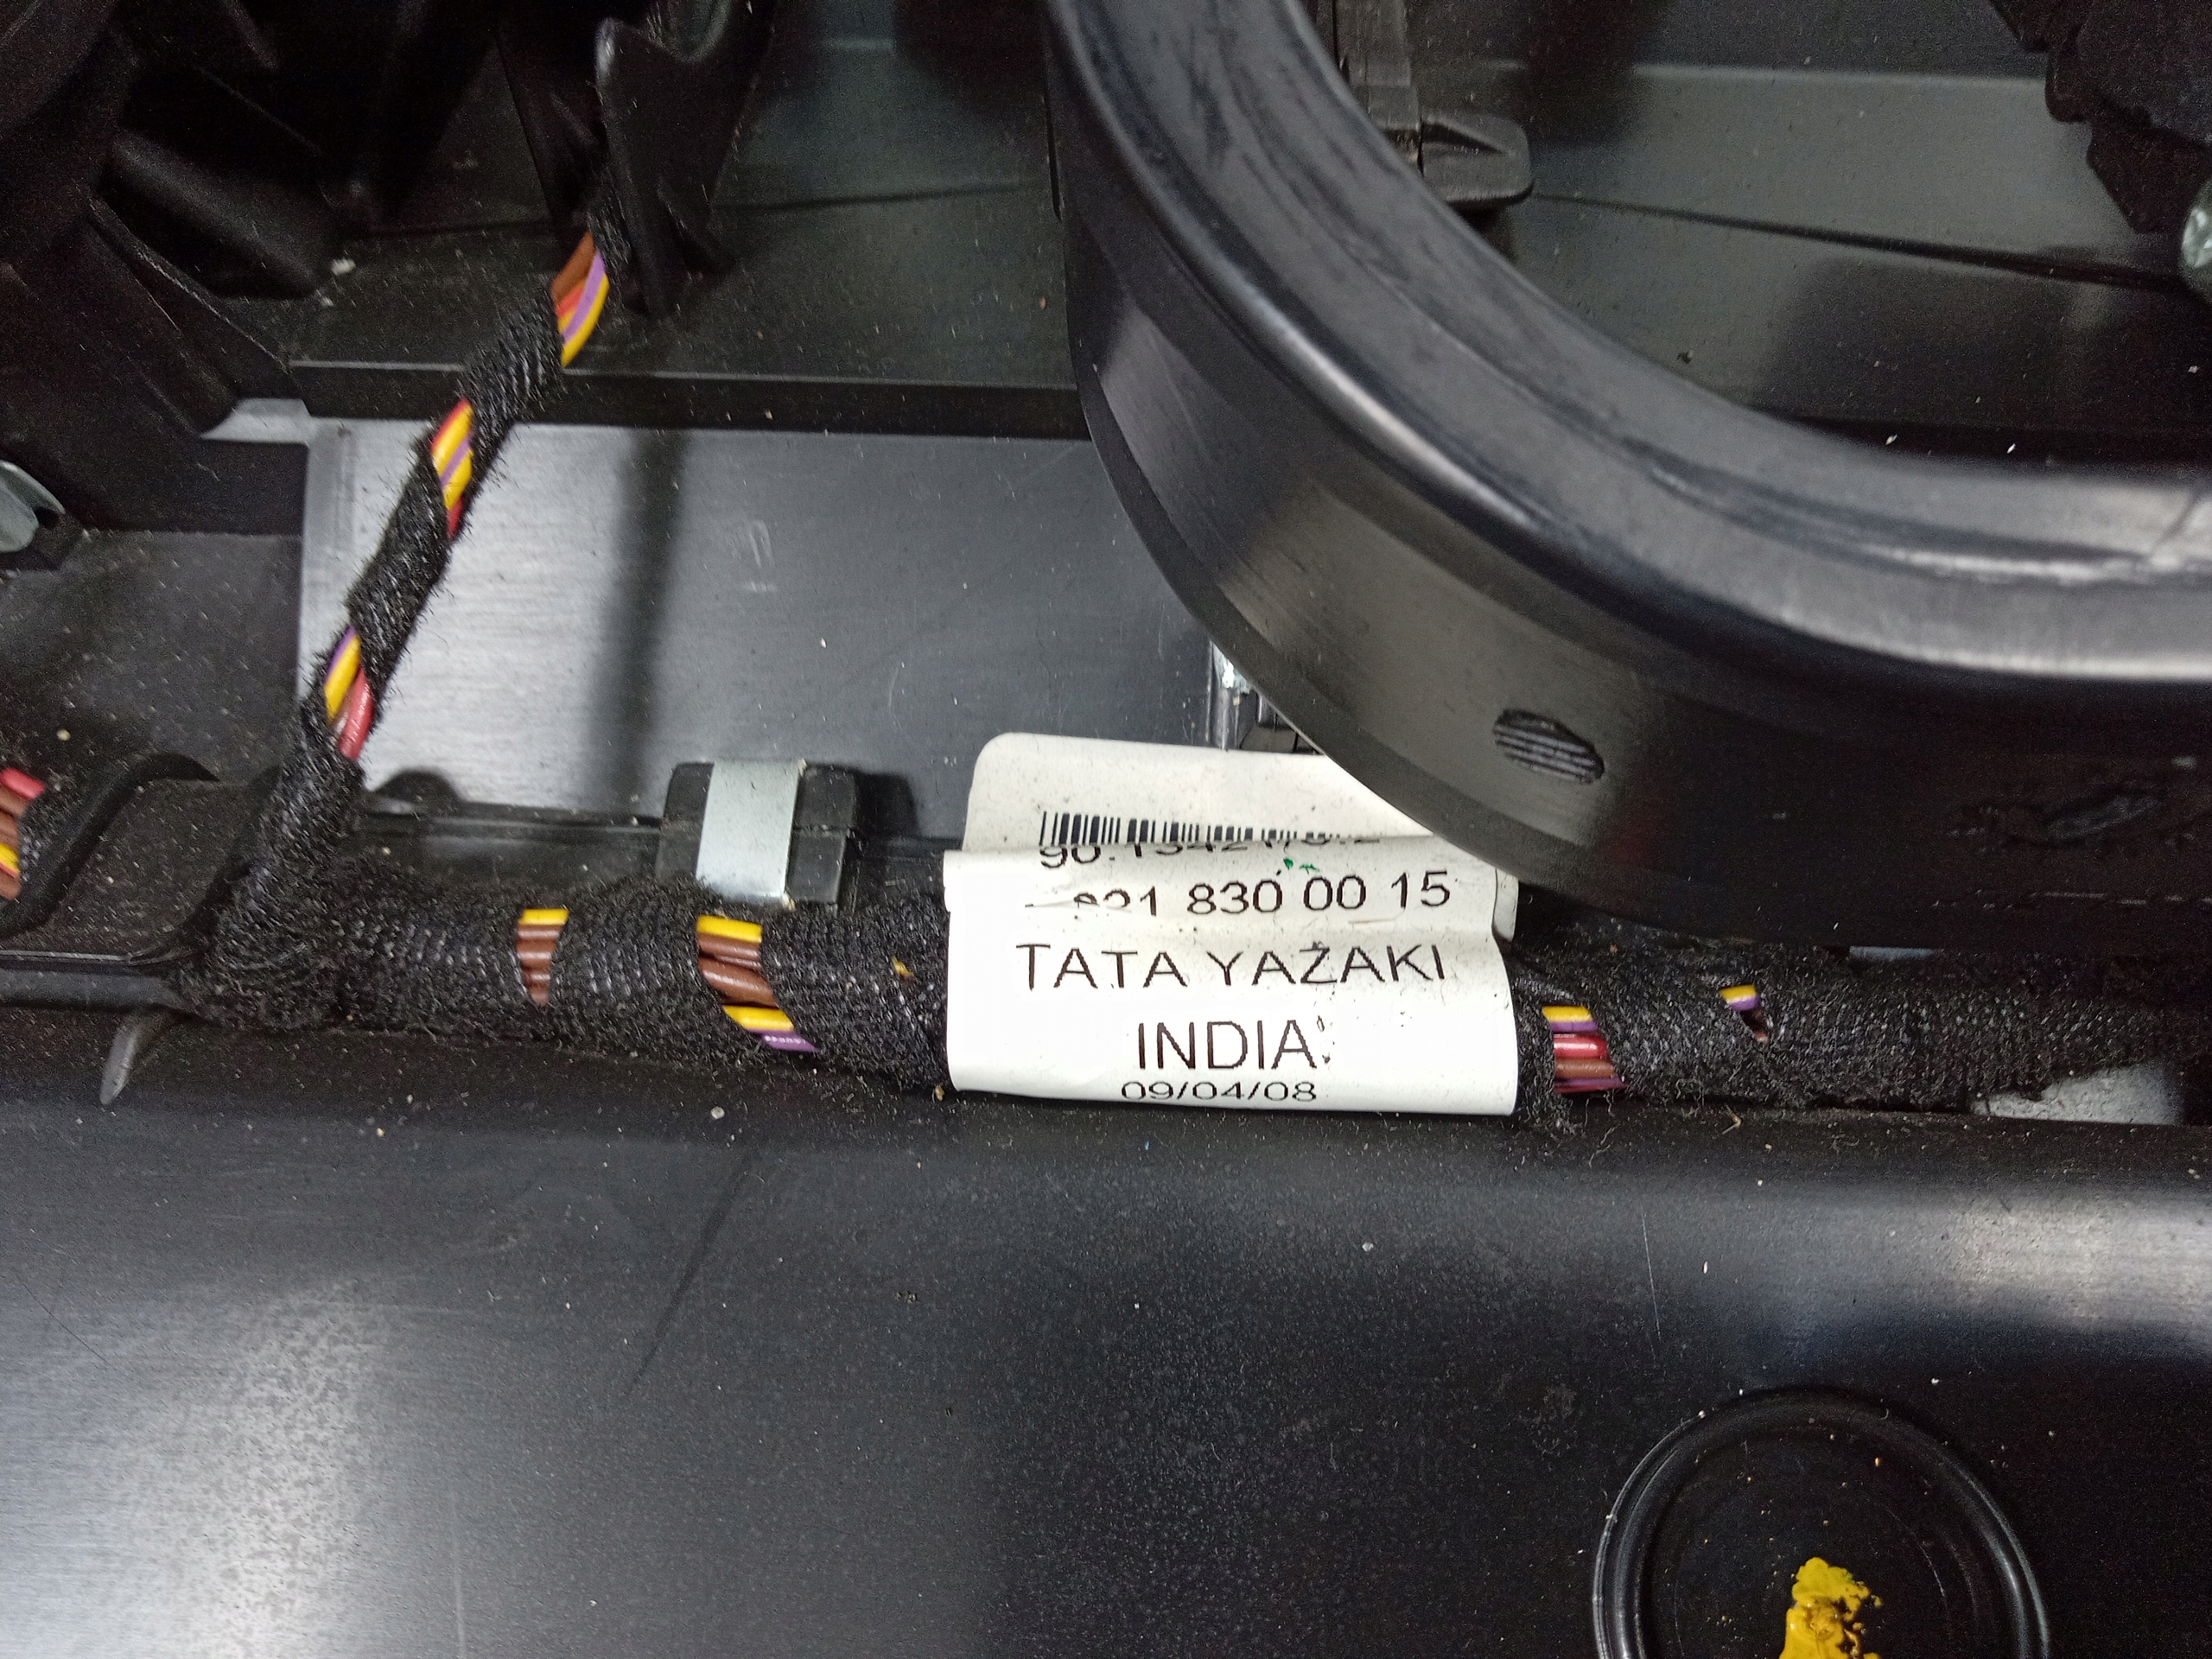 830 00 15
TATA YAZAKI
INDIA
09/04/08